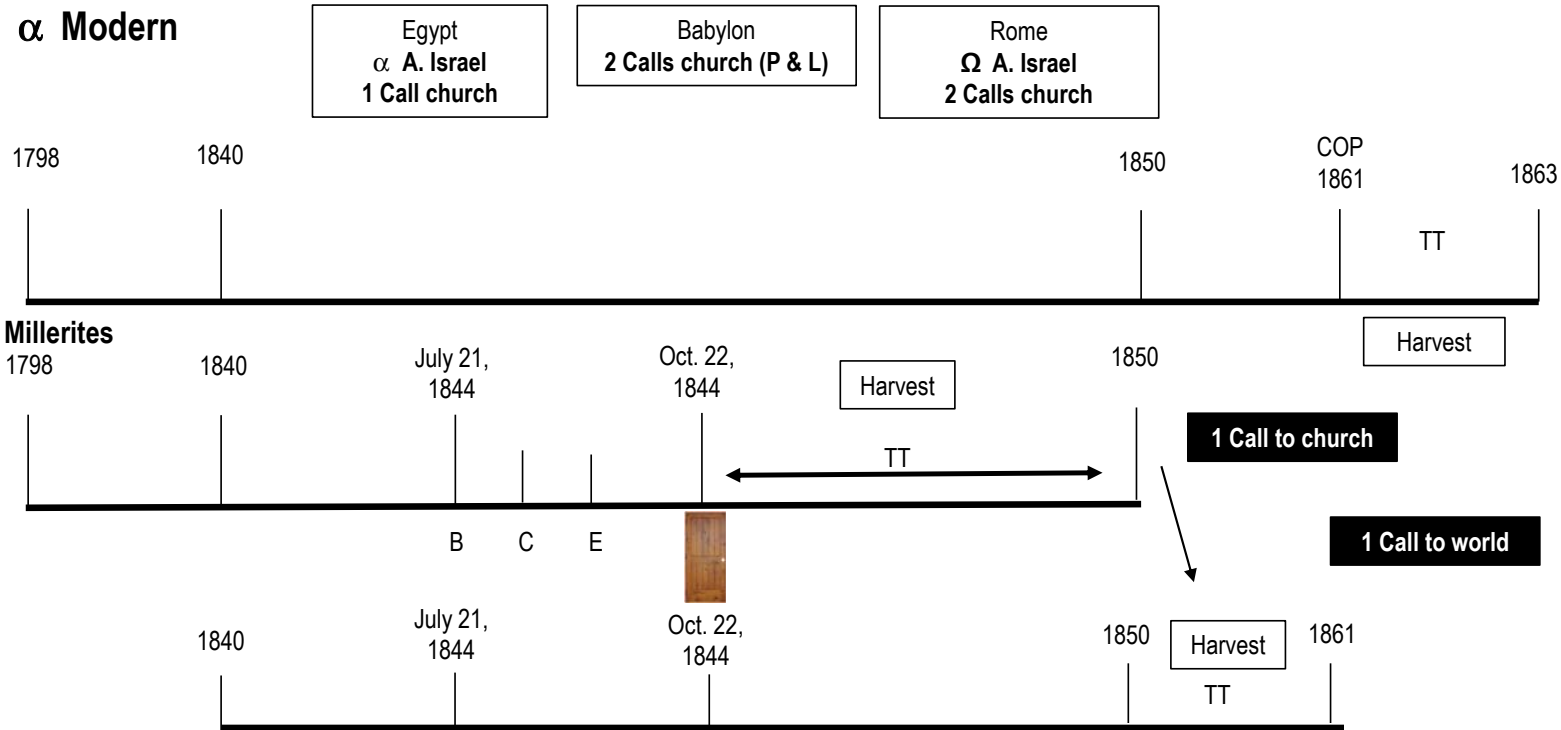 α Modern
Egypt
α A. Israel
1 Call church
Babylon
2 Calls church (P & L)
Rome
Ω A. Israel
2 Calls church
1798
1840
1850
COP
1861
1863
TT
Harvest
Millerites
1798
1840
July 21,
1844
Oct. 22,
1844
Harvest
1850
TT
1 Call to church
B
C
E
1 Call to world
1840
July 21,
1844
Oct. 22,
1844
1850
Harvest
1861
TT